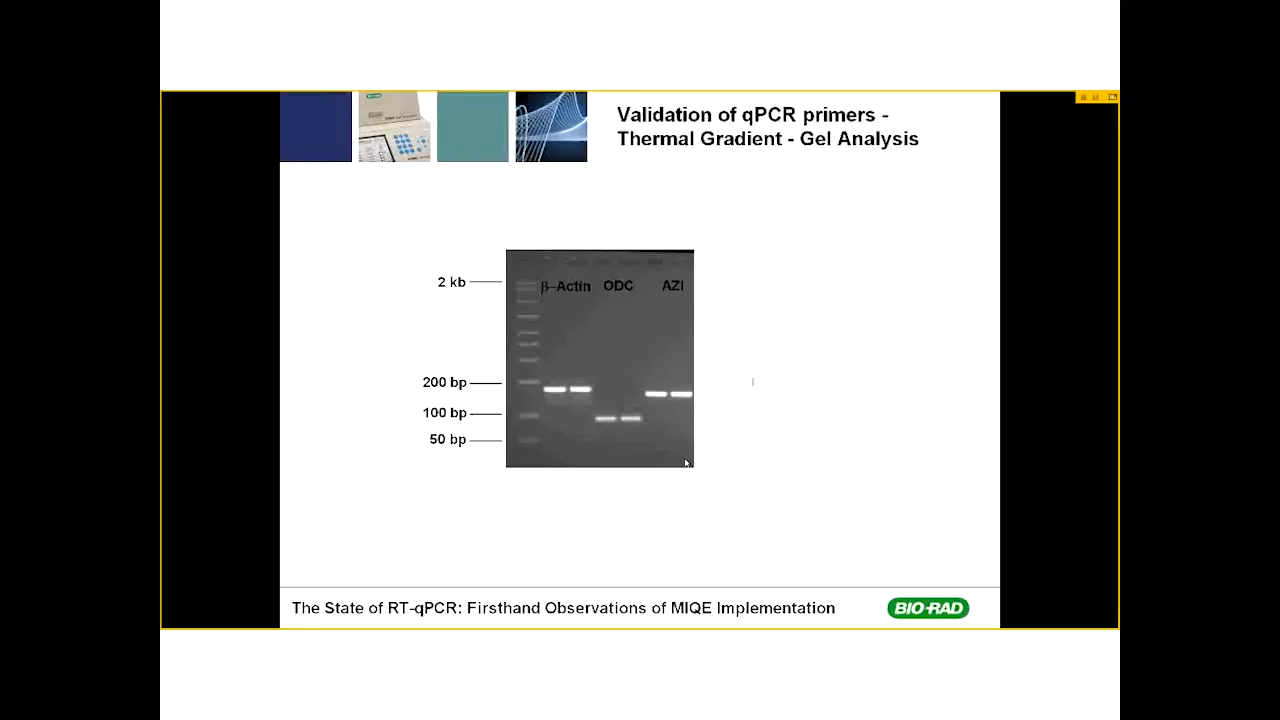 Validation of qPCR primers -
Thermal Gradient - Gel Analysis
2 kb
β-Actin ODC AZI
200 bp
100 bp
50 bp
The State of RT-qPCR: Firsthand Observations of MIQE Implementation
BIO-RAD